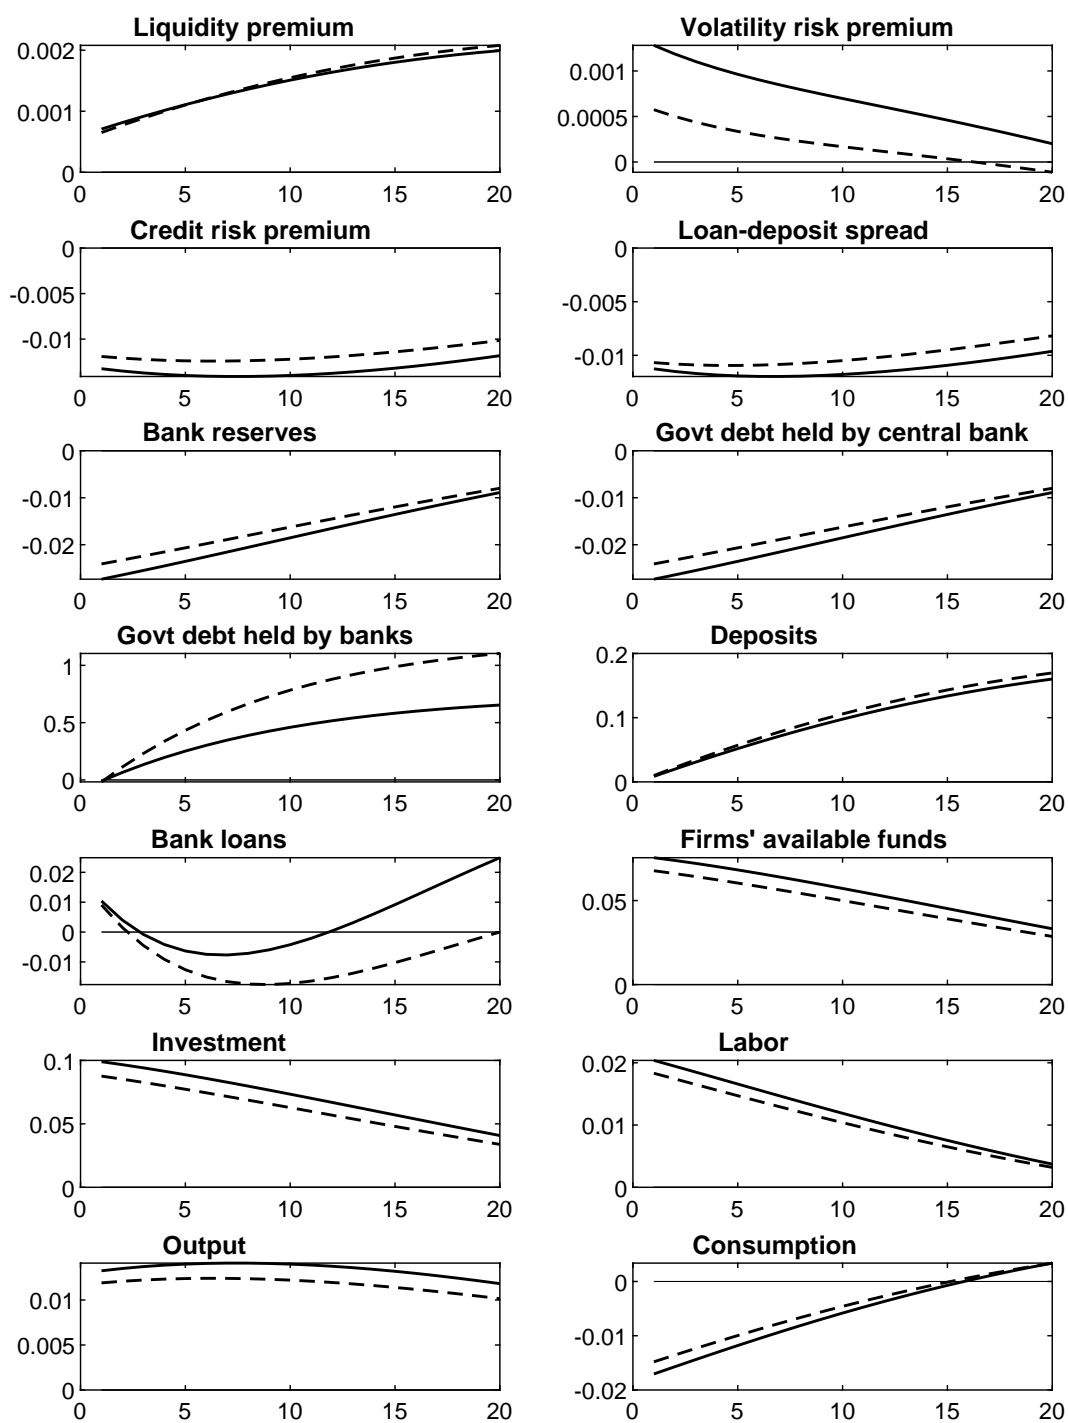 Liquidity premium
0.002
0.001
0
0 5 10 15 20
Volatility risk premium
0.001
0.0005
0
0 5 10 15 20
Credit risk premium
0
-0.005
-0.01
0 5 10 15 20
Loan-deposit spread
0
-0.005
-0.01
0 5 10 15 20
Bank reserves
0
-0.01
-0.02
0 5 10 15 20
Govt debt held by central bank
0
-0.01
-0.02
0 5 10 15 20
Govt debt held by banks
1
0.5
0
0 5 10 15 20
Deposits
0.2
0.1
0
0 5 10 15 20
Bank loans
0.02
0.01
0
-0.01
0 5 10 15 20
Firms' available funds
0.05
0
0 5 10 15 20
Investment
0.1
0.05
0
0 5 10 15 20
Labor
0.02
0.01
0
0 5 10 15 20
Output
0.01
0.005
0
0 5 10 15 20
Consumption
0
-0.01
-0.02
0 5 10 15 20